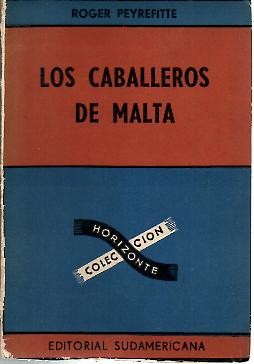 ROGER PEYREFITTE
LOS CABALLEROS
DE MALTA
COLECCION
HORIZONTE
EDITORIAL SUDAMERICANA